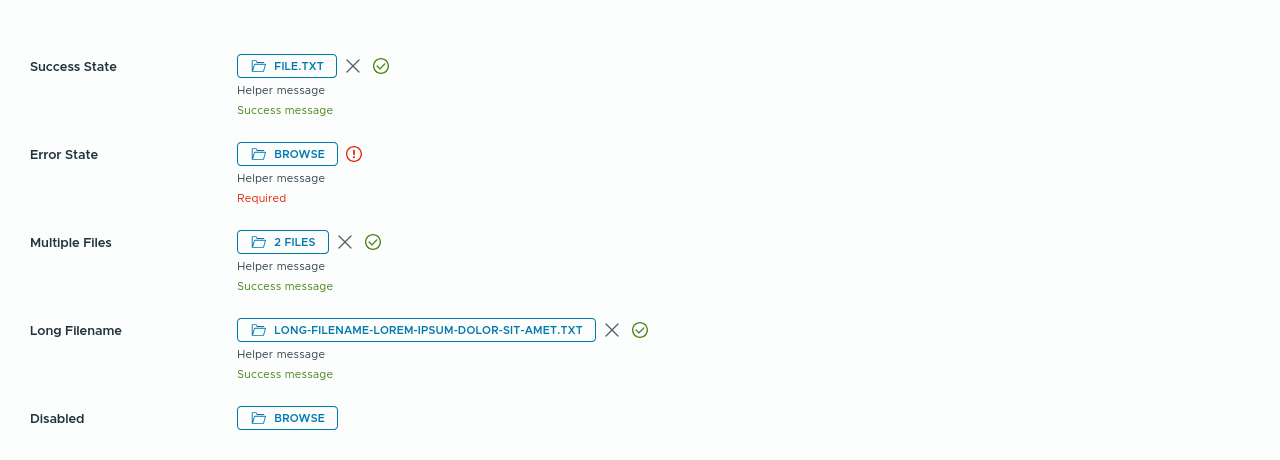 Success State
FILE.TXT
Helper message
Success message
Error State
BROWSE
Helper message
Required
Multiple Files
2 FILES
Helper message
Success message
Long Filename
LONG-FILENAME-LOREM-IPSUM-DOLOR-SIT-AMET.TXT
Helper message
Success message
Disabled
BROWSE